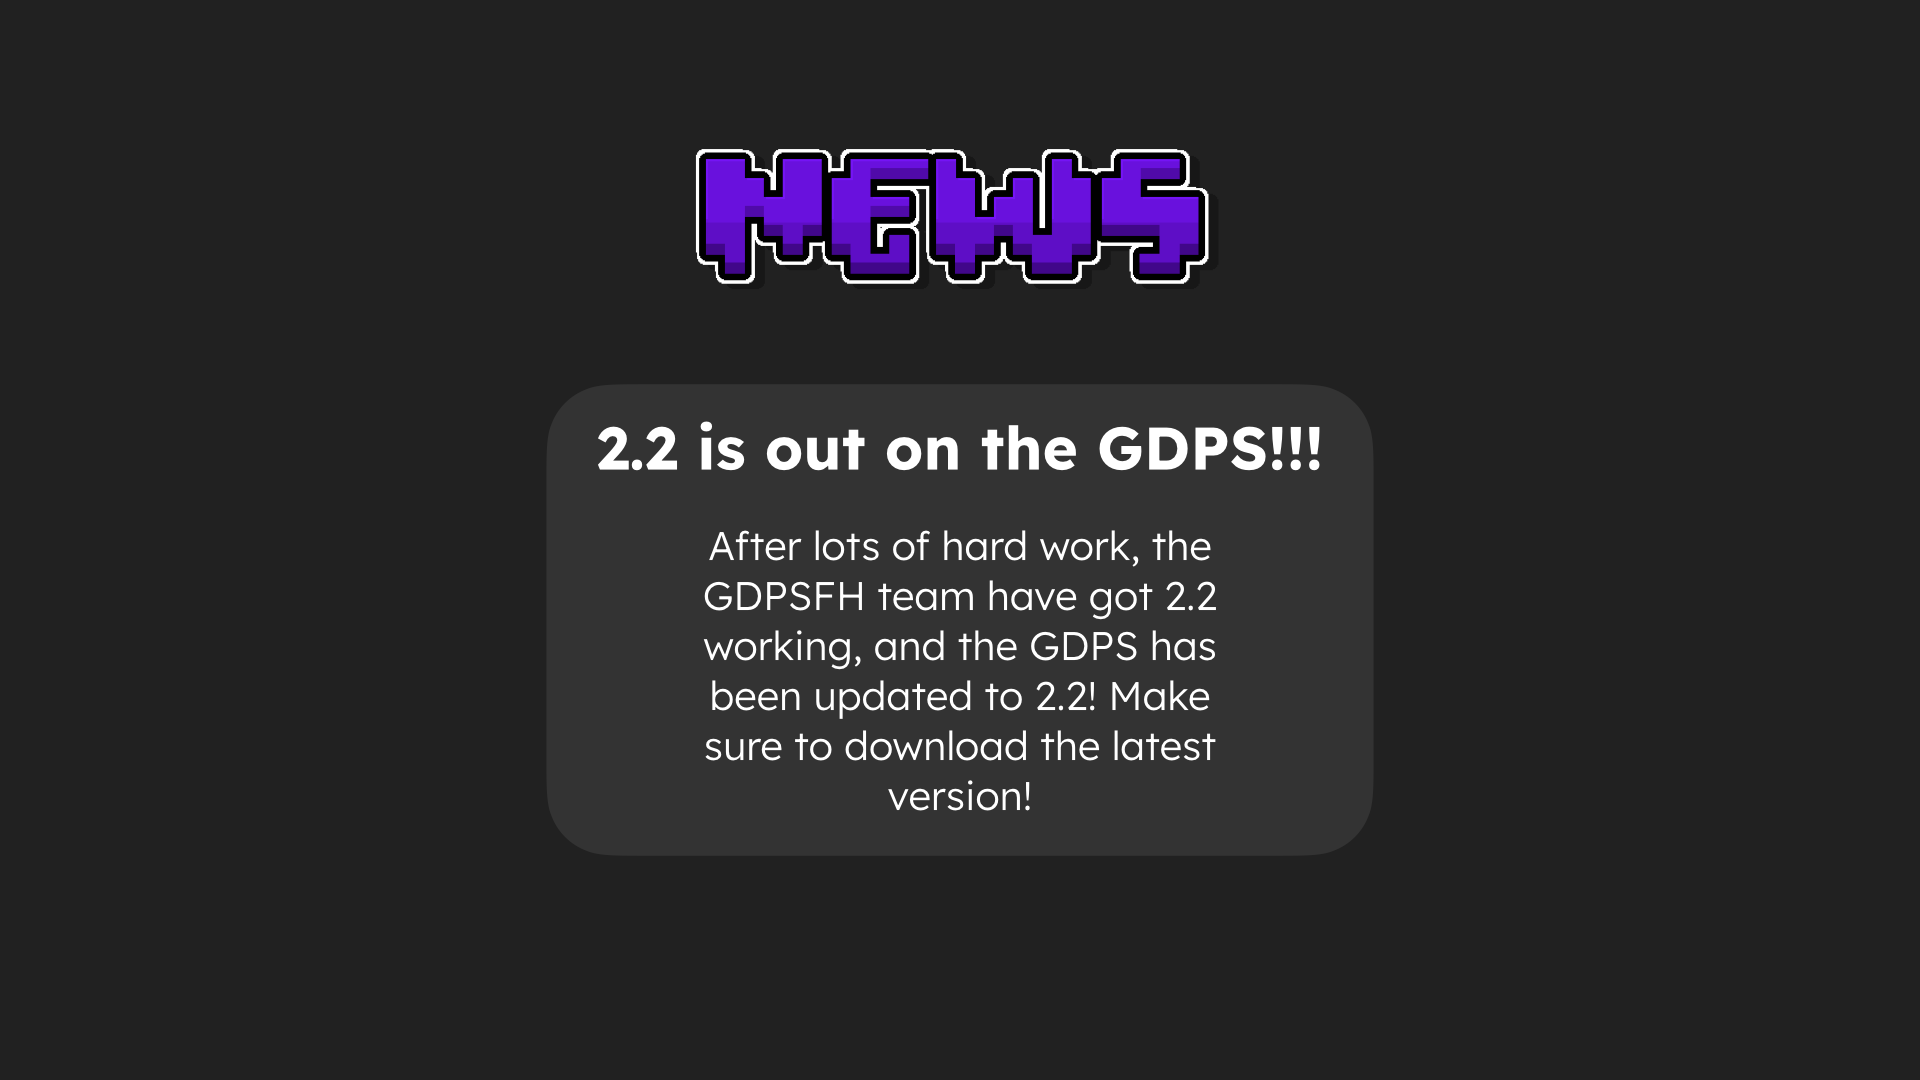 NEWS
2.2 is out on the GDPS!!!
After lots of hard work, the
GDPSFH team have got 2.2
working, and the GDPS has
been updated to 2.2! Make
sure to download the latest
version!